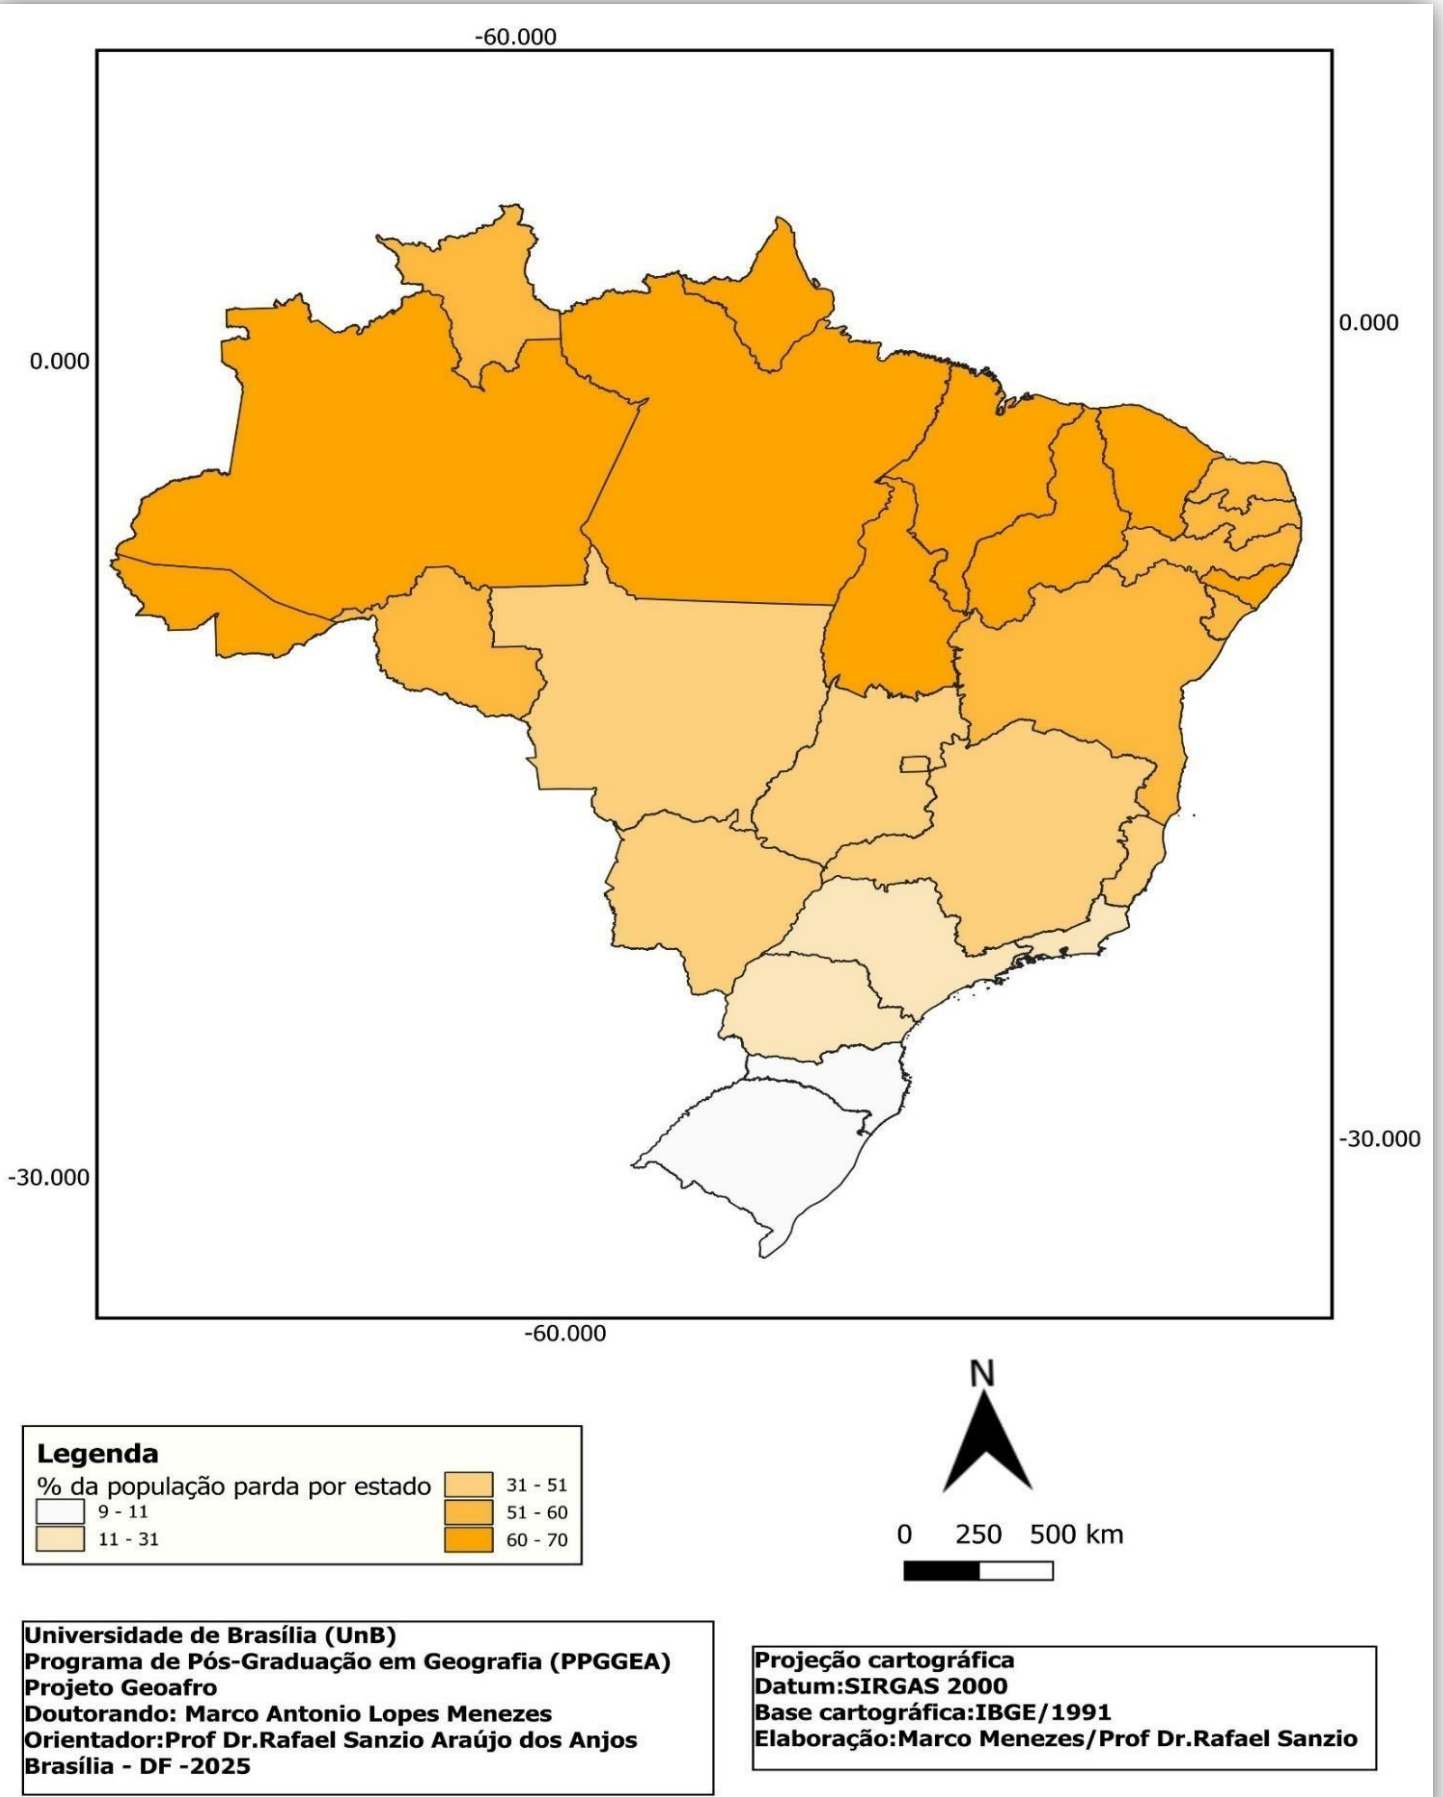 -60.000
0.000
0.000
-30.000
-30.000
-60.000
N
Legenda
% da população parda por estado
9 - 11
11 - 31
31 - 51
51 - 60
60 - 70
0 250 500 km
Universidade de Brasília (UnB)
Programa de Pós-Graduação em Geografia (PPGGEA)
Projeto Geoafro
Doutorando: Marco Antonio Lopes Menezes
Orientador:Prof Dr.Rafael Sanzio Araújo dos Anjos
Brasília - DF -2025
Projeção cartográfica
Datum:SIRGAS 2000
Base cartográfica:IBGE/1991
Elaboração:Marco Menezes/Prof Dr.Rafael Sanzio